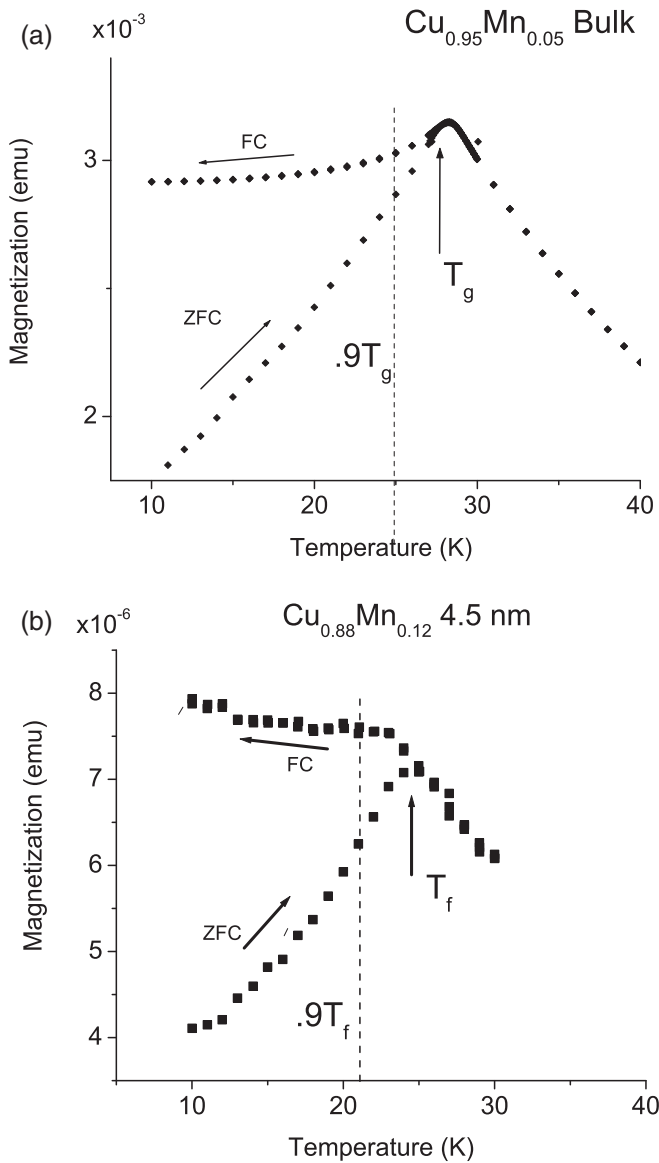 (a)
x10⁻³
Cu₀.₉₅Mn₀.₀₅ Bulk
Magnetization (emu)
3
2
FC
ZFC
T_g
.9T_g
10 20 30 40
Temperature (K)
(b)
x10⁻⁶
Cu₀.₈₈Mn₀.₁₂ 4.5 nm
Magnetization (emu)
8
7
6
5
4
FC
ZFC
T_f
.9T_f
10 20 30 40
Temperature (K)